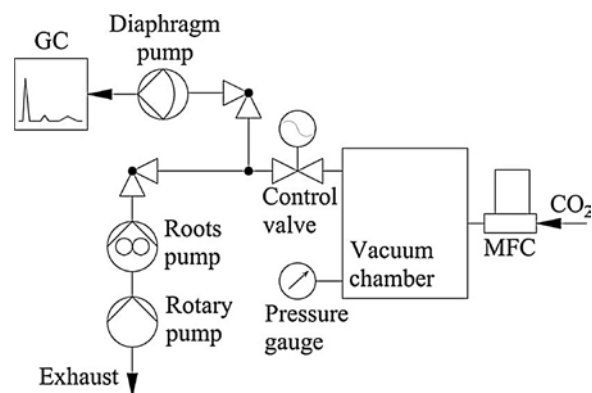 Diaphragm
pump
GC
Control
valve
CO₂
MFC
Roots
pump
Vacuum
chamber
Rotary
pump
Pressure
gauge
Exhaust